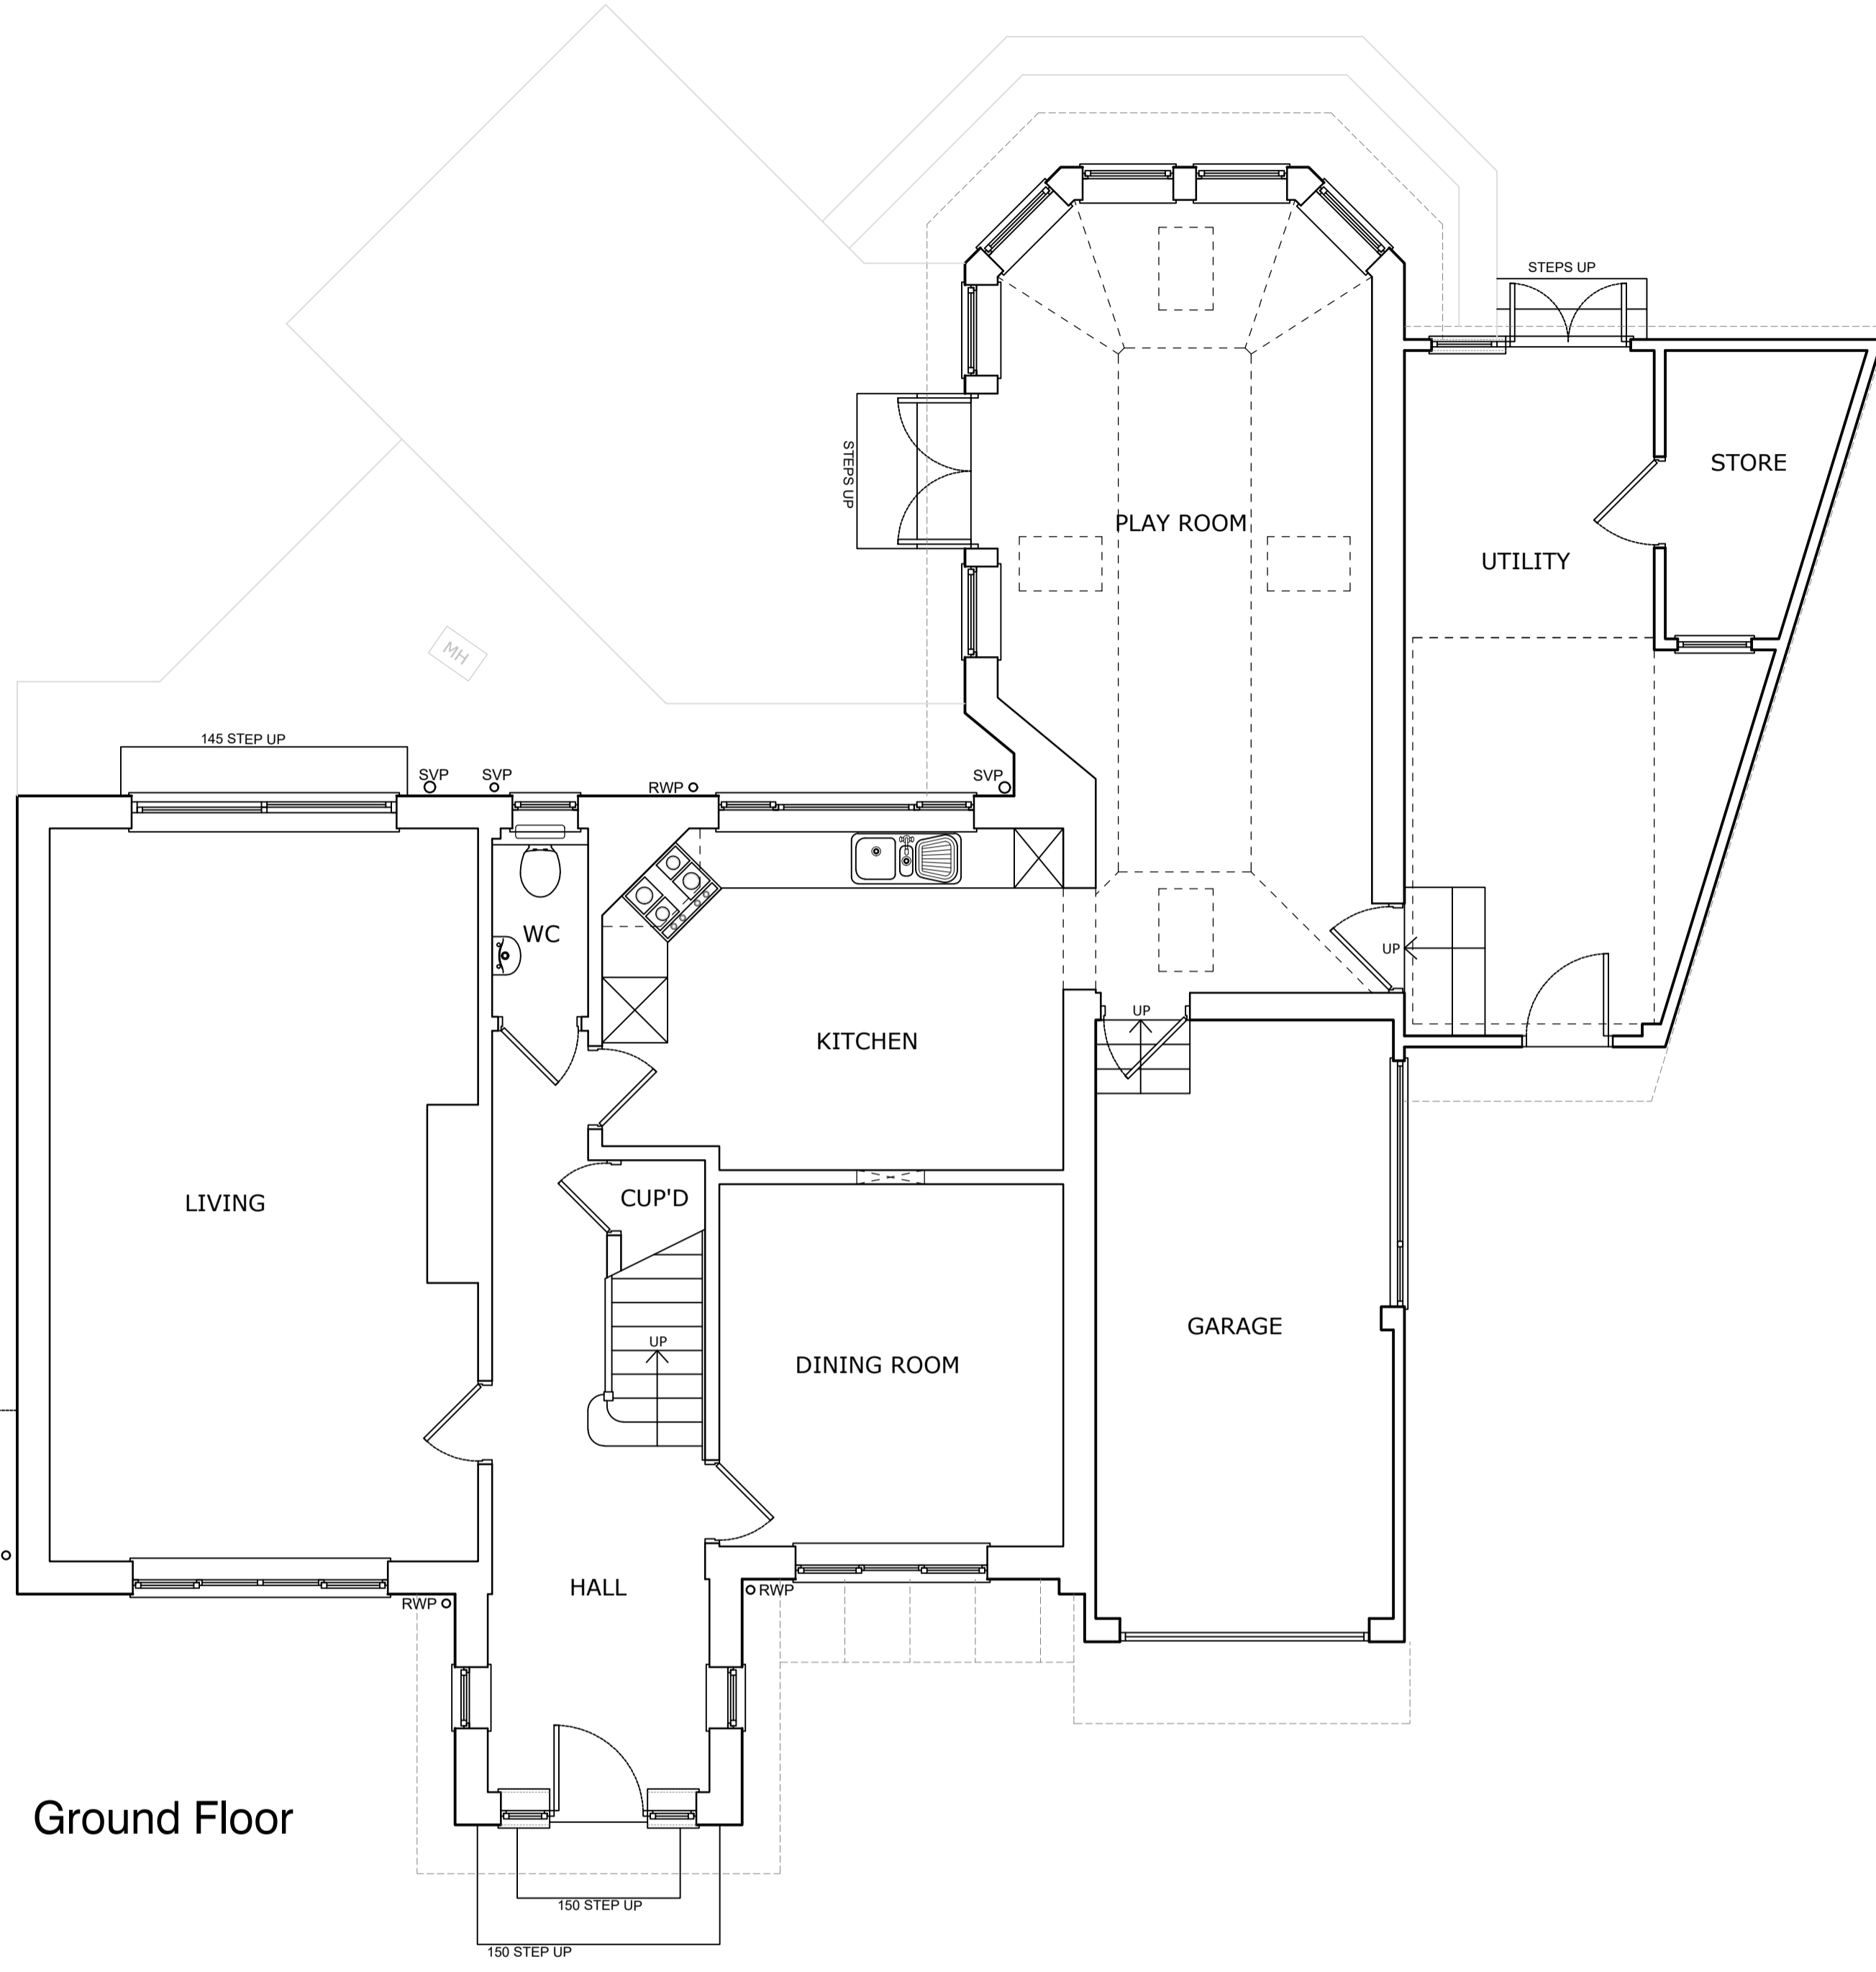 STEPS UP
STEPS UP
STORE
PLAY ROOM
UTILITY
MH
145 STEP UP
SVP
SVP
RWP
SVP
WC
UP
UP
KITCHEN
LIVING
CUP'D
UP
GARAGE
DINING ROOM
HALL
RWP
RWP
Ground Floor
150 STEP UP
150 STEP UP